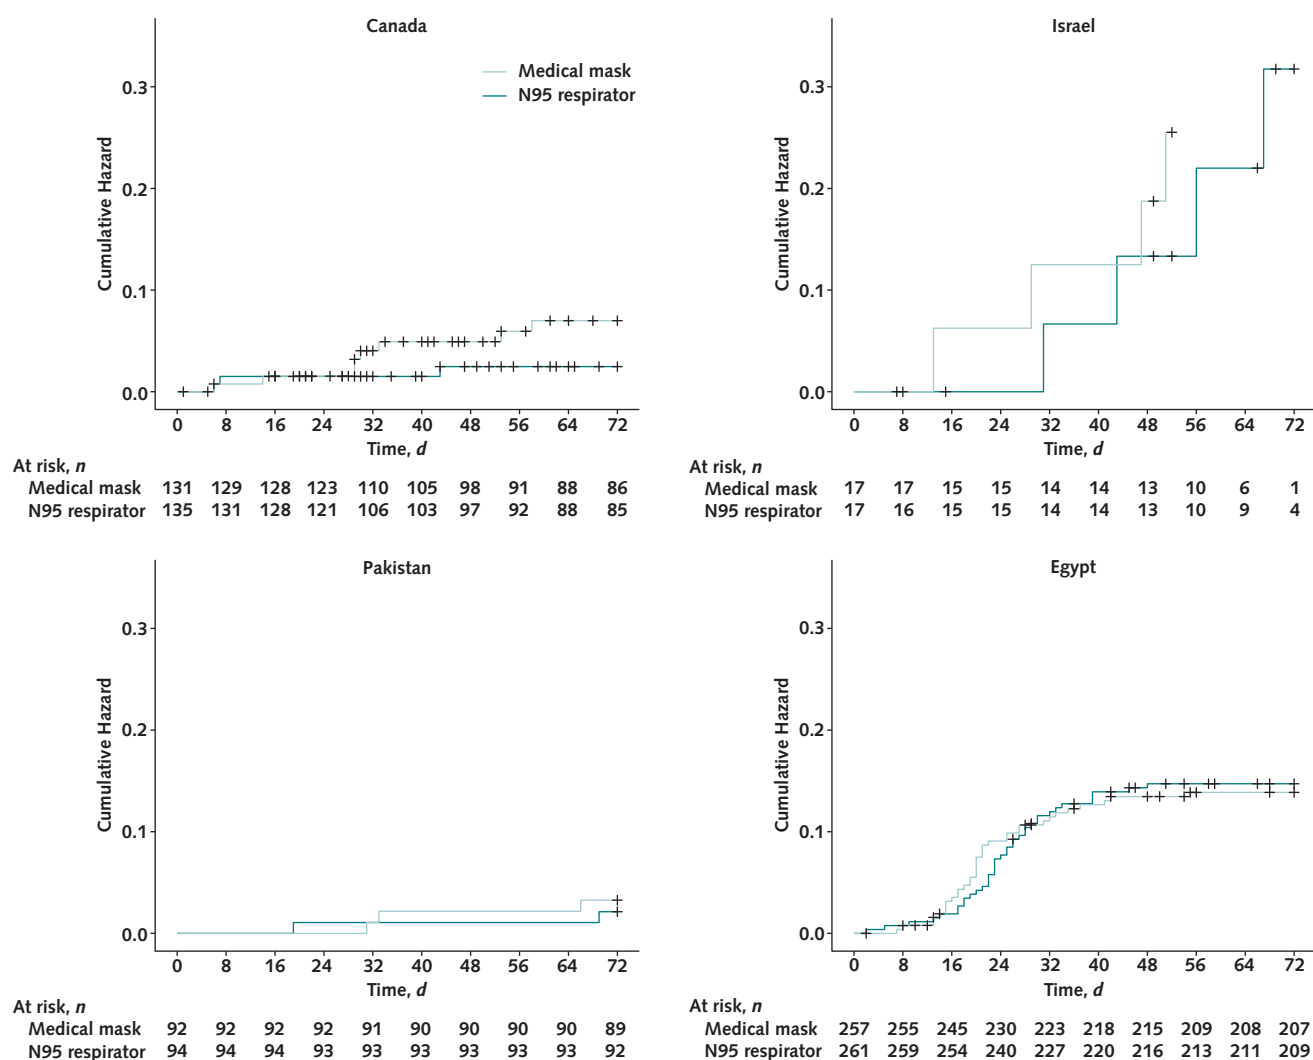 Canada
Medical mask
N95 respirator
Cumulative Hazard
0.3
0.2
0.1
0.0
0 8 16 24 32 40 48 56 64 72
Time, d
At risk, n
Medical mask 131 129 128 123 110 105 98 91 88 86
N95 respirator 135 131 128 121 106 103 97 92 88 85
Israel
Cumulative Hazard
0.3
0.2
0.1
0.0
0 8 16 24 32 40 48 56 64 72
Time, d
At risk, n
Medical mask 17 17 15 15 14 14 13 10 6 1
N95 respirator 17 16 15 15 14 14 13 10 9 4
Pakistan
Cumulative Hazard
0.3
0.2
0.1
0.0
0 8 16 24 32 40 48 56 64 72
Time, d
At risk, n
Medical mask 92 92 92 92 91 90 90 90 90 89
N95 respirator 94 94 94 93 93 93 93 93 93 92
Egypt
Cumulative Hazard
0.3
0.2
0.1
0.0
0 8 16 24 32 40 48 56 64 72
Time, d
At risk, n
Medical mask 257 255 245 230 223 218 215 209 208 207
N95 respirator 261 259 254 240 227 220 216 213 211 209